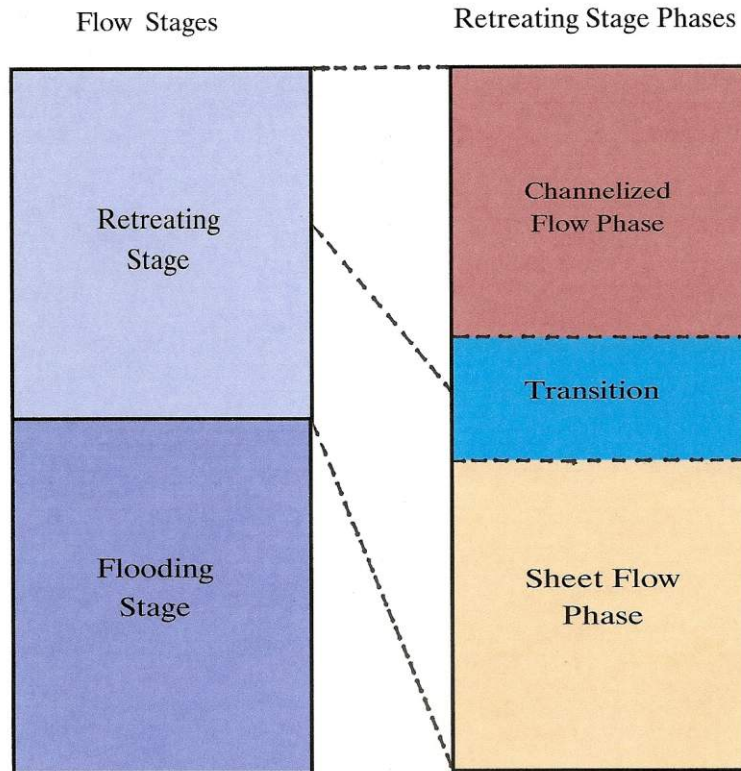 Flow Stages
Retreating Stage Phases
Retreating
Stage
Flooding
Stage
Channelized
Flow Phase
Transition
Sheet Flow
Phase